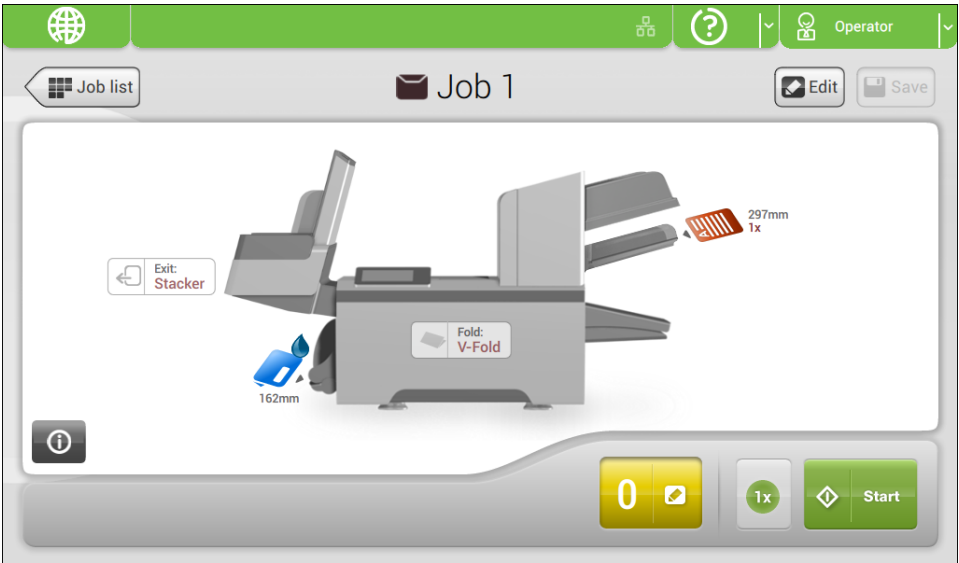 Operator
Job list
Job 1
Edit
Save
297mm
1x
Exit:
Stacker
Fold:
V-Fold
162mm
0
1x
Start